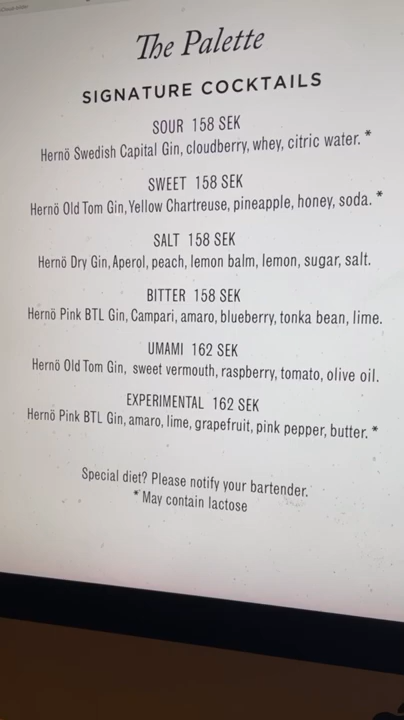 The Palette
SIGNATURE COCKTAILS
SOUR 158 SEK
Hernö Swedish Capital Gin, cloudberry, whey, citric water. *
SWEET 158 SEK
Hernö Old Tom Gin, Yellow Chartreuse, pineapple, honey, soda. *
SALT 158 SEK
Hernö Dry Gin, Aperol, peach, lemon balm, lemon, sugar, salt.
BITTER 158 SEK
Hernö Pink BTL Gin, Campari, amaro, blueberry, tonka bean, lime.
UMAMI 162 SEK
Hernö Old Tom Gin, sweet vermouth, raspberry, tomato, olive oil.
EXPERIMENTAL 162 SEK
Hernö Pink BTL Gin, amaro, lime, grapefruit, pink pepper, butter. *
Special diet? Please notify your bartender.
* May contain lactose